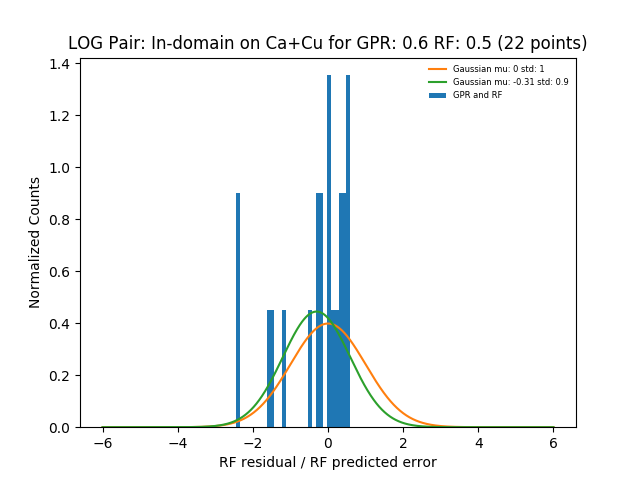 LOG Pair: In-domain on Ca+Cu for GPR: 0.6 RF: 0.5 (22 points)
Gaussian mu: 0 std: 1
Gaussian mu: -0.31 std: 0.9
GPR and RF
Normalized Counts
1.4
1.2
1.0
0.8
0.6
0.4
0.2
0.0
−6 −4 −2 0 2 4 6
RF residual / RF predicted error